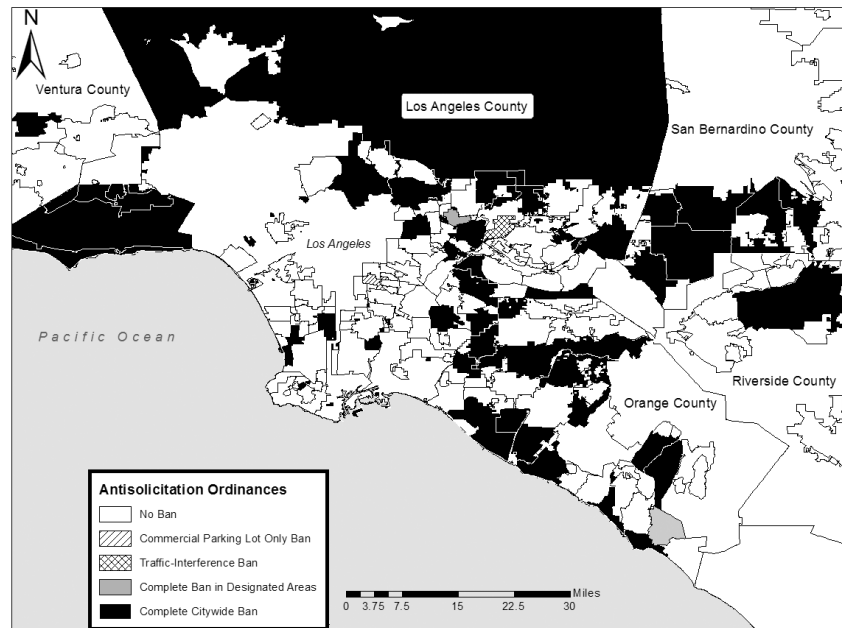 N
Ventura County
Los Angeles County
San Bernardino County
Los Angeles
Pacific Ocean
Riverside County
Orange County
Antisolicitation Ordinances
No Ban
Commercial Parking Lot Only Ban
Traffic-Interference Ban
Complete Ban in Designated Areas
Complete Citywide Ban
Miles
0 3.75 7.5 15 22.5 30